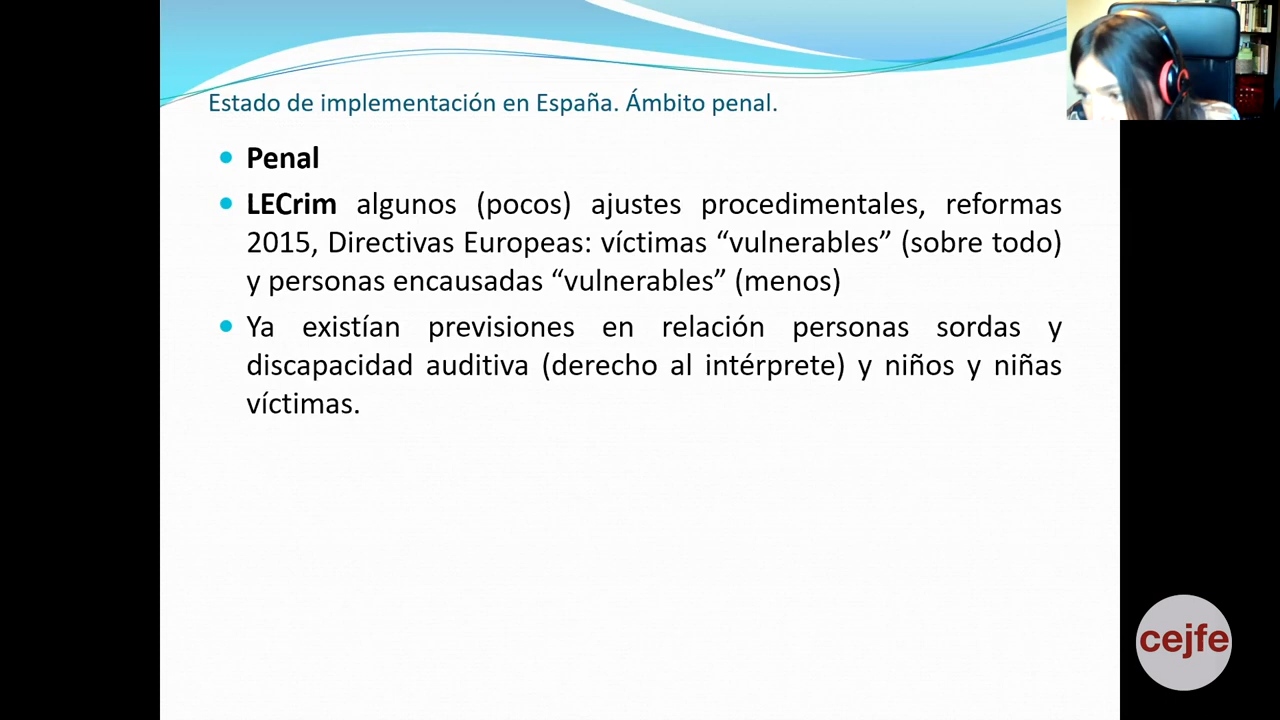 Estado de implementación en España. Ámbito penal.
Penal
LECrim algunos (pocos) ajustes procedimentales, reformas
2015, Directivas Europeas: víctimas “vulnerables” (sobre todo)
y personas encausadas “vulnerables” (menos)
Ya existían previsiones en relación personas sordas y
discapacidad auditiva (derecho al intérprete) y niños y niñas
víctimas.
cejfe